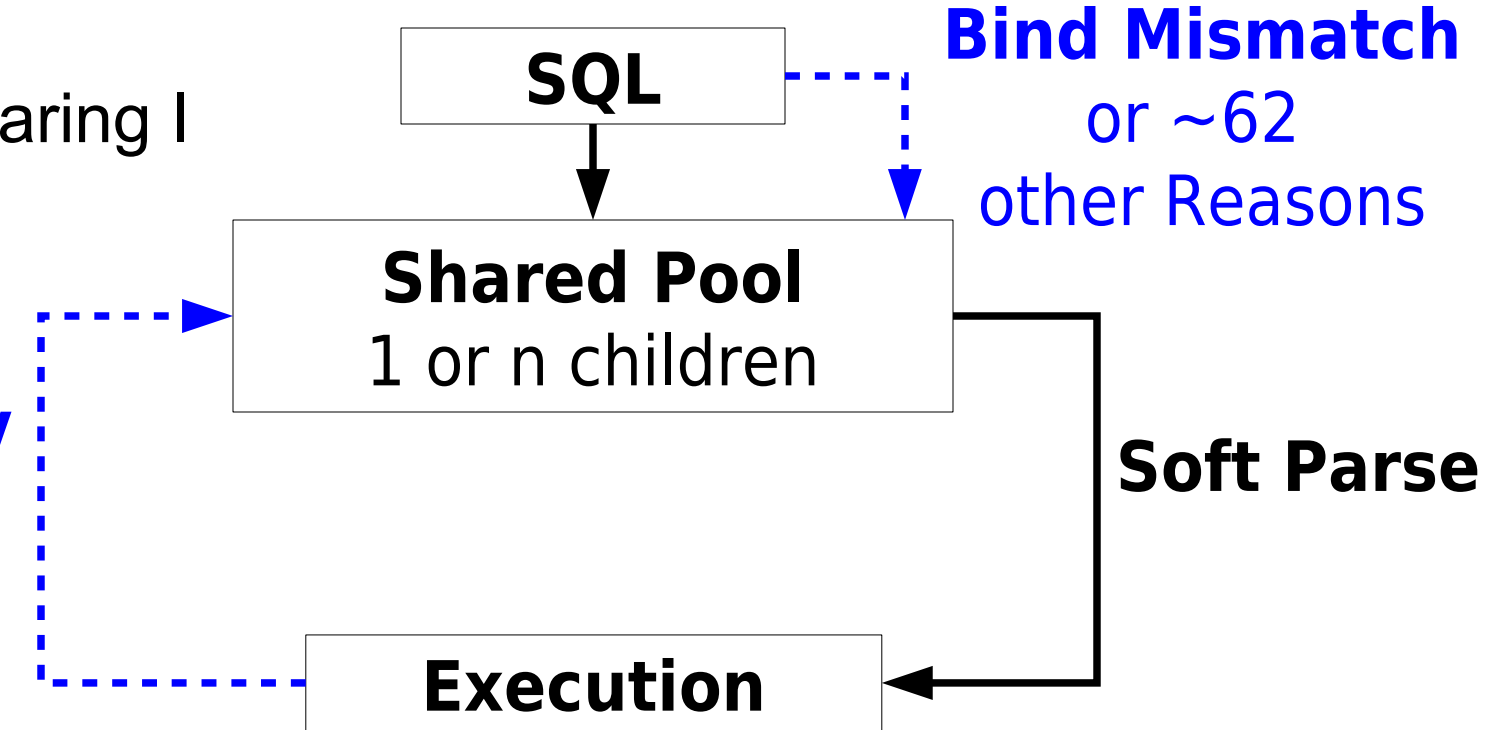 Bind Mismatch
or ~62
other Reasons
SQL
aring I
Shared Pool
1 or n children
Soft Parse
Execution